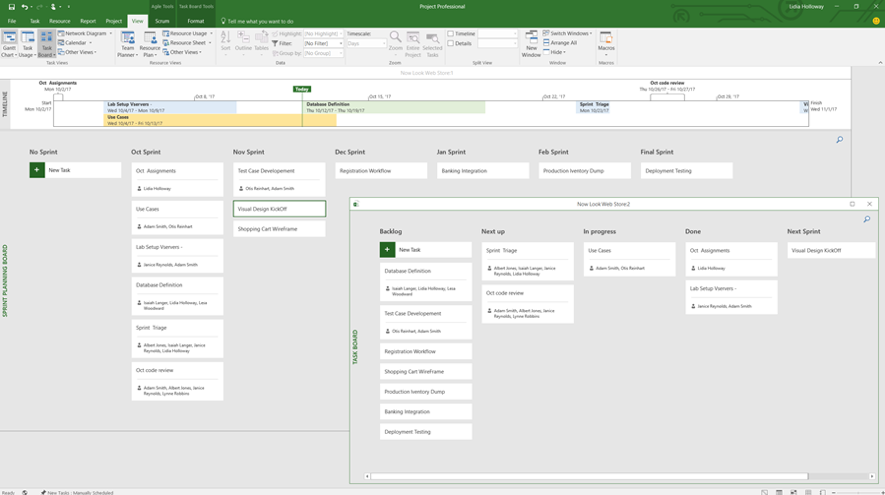 Agile Tools
Task Board Tools
Project Professional
Lidia Holloway
File
Task
Resource
Report
Project
View
Scrum
Format
Tell me what you want to do
Gantt Chart
Task Usage
Task Board
Network Diagram
Calendar
Other Views
Task Views
Team Planner
Resource Plan
Resource Usage
Resource Sheet
Other Views
Resource Views
Sort
Outline
Tables
Highlight: [No Highlight]
Filter: [No Filter]
Group by: [No Group]
Data
Timescale:
Days
Zoom
Entire Project
Selected Tasks
Zoom
Timeline
Details
Split View
New Window
Switch Windows
Arrange All
Hide
Window
Macros
Macros
Now Look Web Store:1
TIMELINE
Oct Assignments
Mon 10/2/17
Oct code review
Thu 10/26/17 - Fri 10/27/17
Today
Oct 8, '17
Oct 15, '17
Oct 22, '17
Oct 29, '17
Start
Mon 10/2/17
Lab Setup Vservers -
Wed 10/4/17 - Mon 10/9/17
Use Cases
Wed 10/4/17 - Fri 10/13/17
Database Definition
Thu 10/12/17 - Thu 10/19/17
Sprint Triage
Mon 10/23/17
Finish
Wed 11/1/17
SPRINT PLANNING BOARD
No Sprint
New Task
Oct Sprint
Oct Assignments
Lidia Holloway
Use Cases
Adam Smith, Otis Reinhart
Lab Setup Vservers -
Janice Reynolds, Adam Smith
Database Definition
Isaiah Langer, Lidia Holloway, Lesa
Woodward
Sprint Triage
Albert Jones, Isaiah Langer, Janice
Reynolds, Lidia Holloway
Oct code review
Adam Smith, Albert Jones, Janice
Reynolds, Lynne Robbins
Nov Sprint
Test Case Developement
Otis Reinhart, Adam Smith
Visual Design KickOff
Shopping Cart Wireframe
Dec Sprint
Registration Workflow
Jan Sprint
Banking Integration
Feb Sprint
Production Iventory Dump
Final Sprint
Deployment Testing
Now Look Web Store:2
TASK BOARD
Backlog
New Task
Database Definition
Isaiah Langer, Lidia Holloway, Lesa
Woodward
Test Case Developement
Otis Reinhart, Adam Smith
Registration Workflow
Shopping Cart WireFrame
Production Iventory Dump
Banking Integration
Deployment Testing
Next up
Sprint Triage
Albert Jones, Isaiah Langer, Janice
Reynolds, Lidia Holloway
Oct code review
Adam Smith, Albert Jones, Janice
Reynolds, Lynne Robbins
In progress
Use Cases
Adam Smith, Otis Reinhart
Done
Oct Assignments
Lidia Holloway
Lab Setup Vservers -
Janice Reynolds, Adam Smith
Next Sprint
Visual Design KickOff
Ready
New Tasks : Manually Scheduled